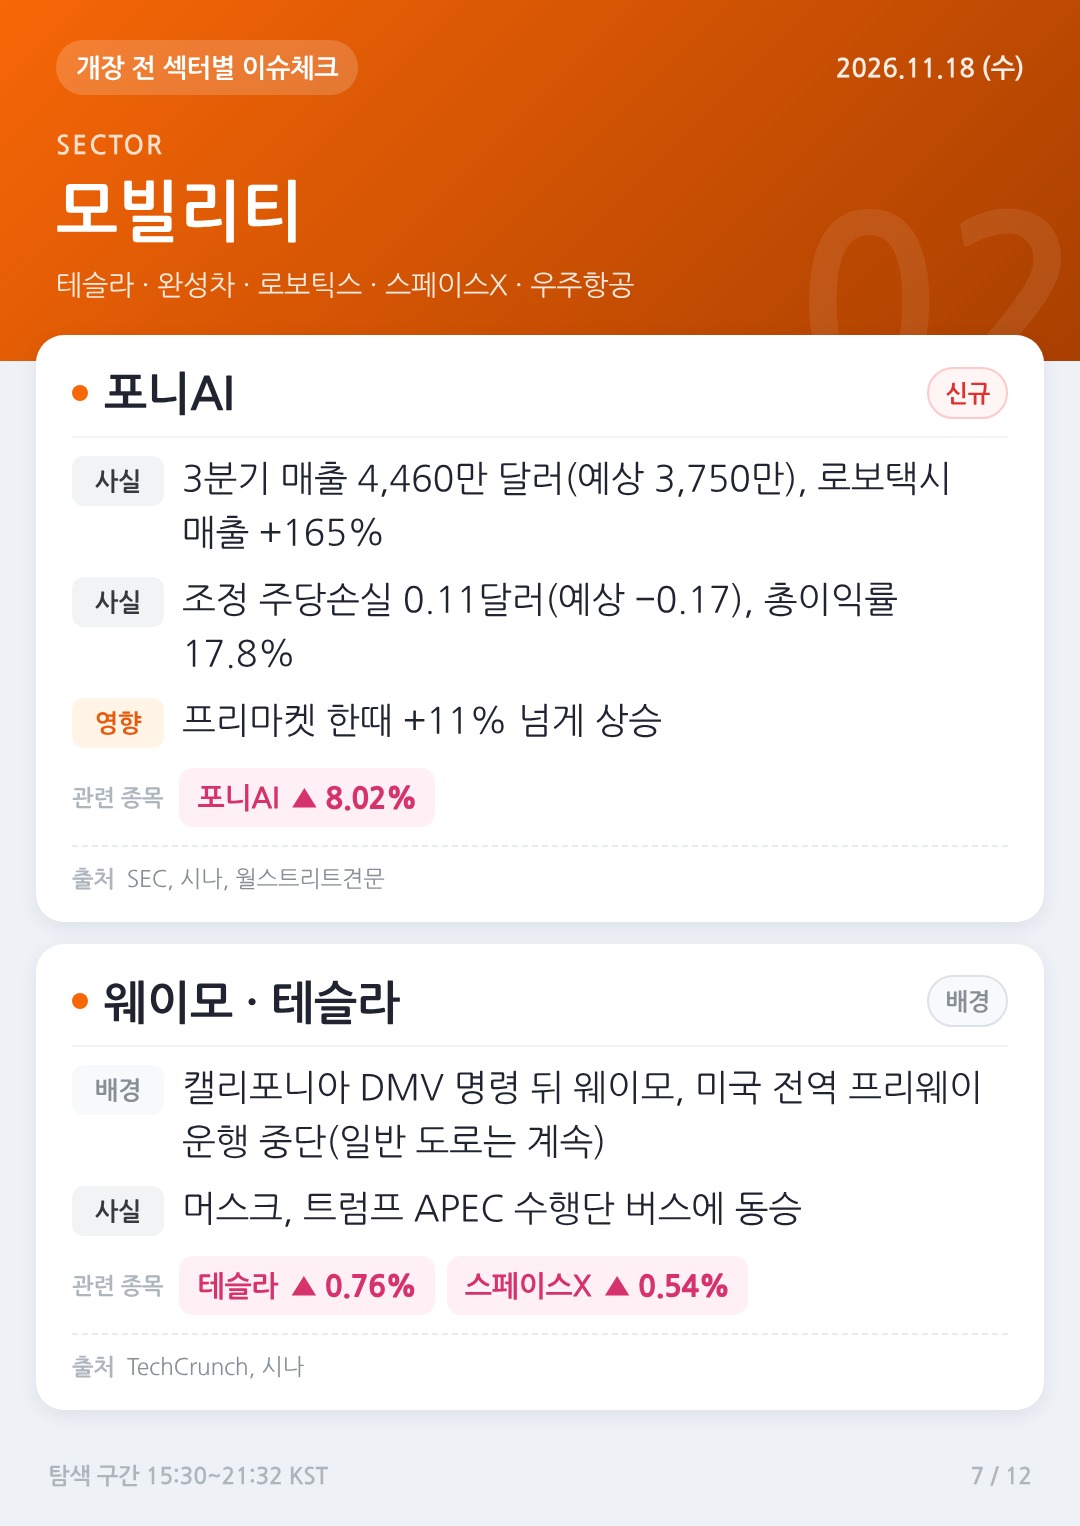 개장 전 섹터별 이슈체크
2026.11.18 (수)
SECTOR
모빌리티
테슬라 · 완성차 · 로보틱스 · 스페이스X · 우주항공
02
포니AI
신규
사실 3분기 매출 4,460만 달러(예상 3,750만), 로보택시
매출 +165%
사실 조정 주당손실 0.11달러(예상 −0.17), 총이익률
17.8%
영향 프리마켓 한때 +11% 넘게 상승
관련 종목 포니AI ▲ 8.02%
출처 SEC, 시나, 월스트리트견문
웨이모 · 테슬라
배경
배경 캘리포니아 DMV 명령 뒤 웨이모, 미국 전역 프리웨이
운행 중단(일반 도로는 계속)
사실 머스크, 트럼프 APEC 수행단 버스에 동승
관련 종목 테슬라 ▲ 0.76% 스페이스X ▲ 0.54%
출처 TechCrunch, 시나
탐색 구간 15:30~21:32 KST
7 / 12